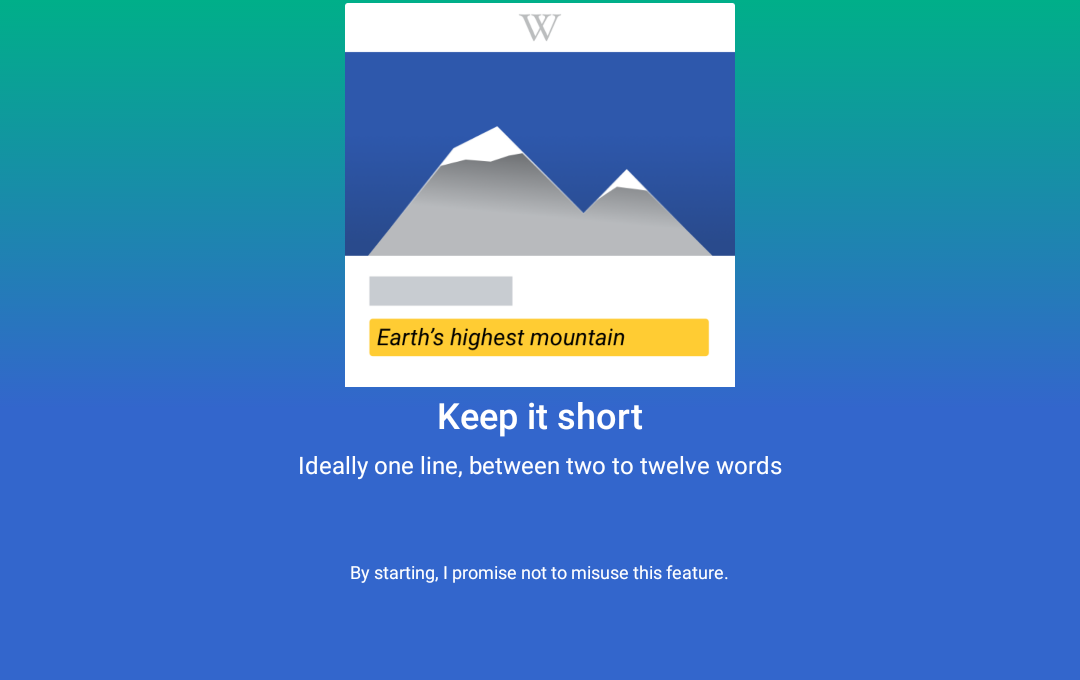 W
Earth's highest mountain
Keep it short
Ideally one line, between two to twelve words
By starting, I promise not to misuse this feature.